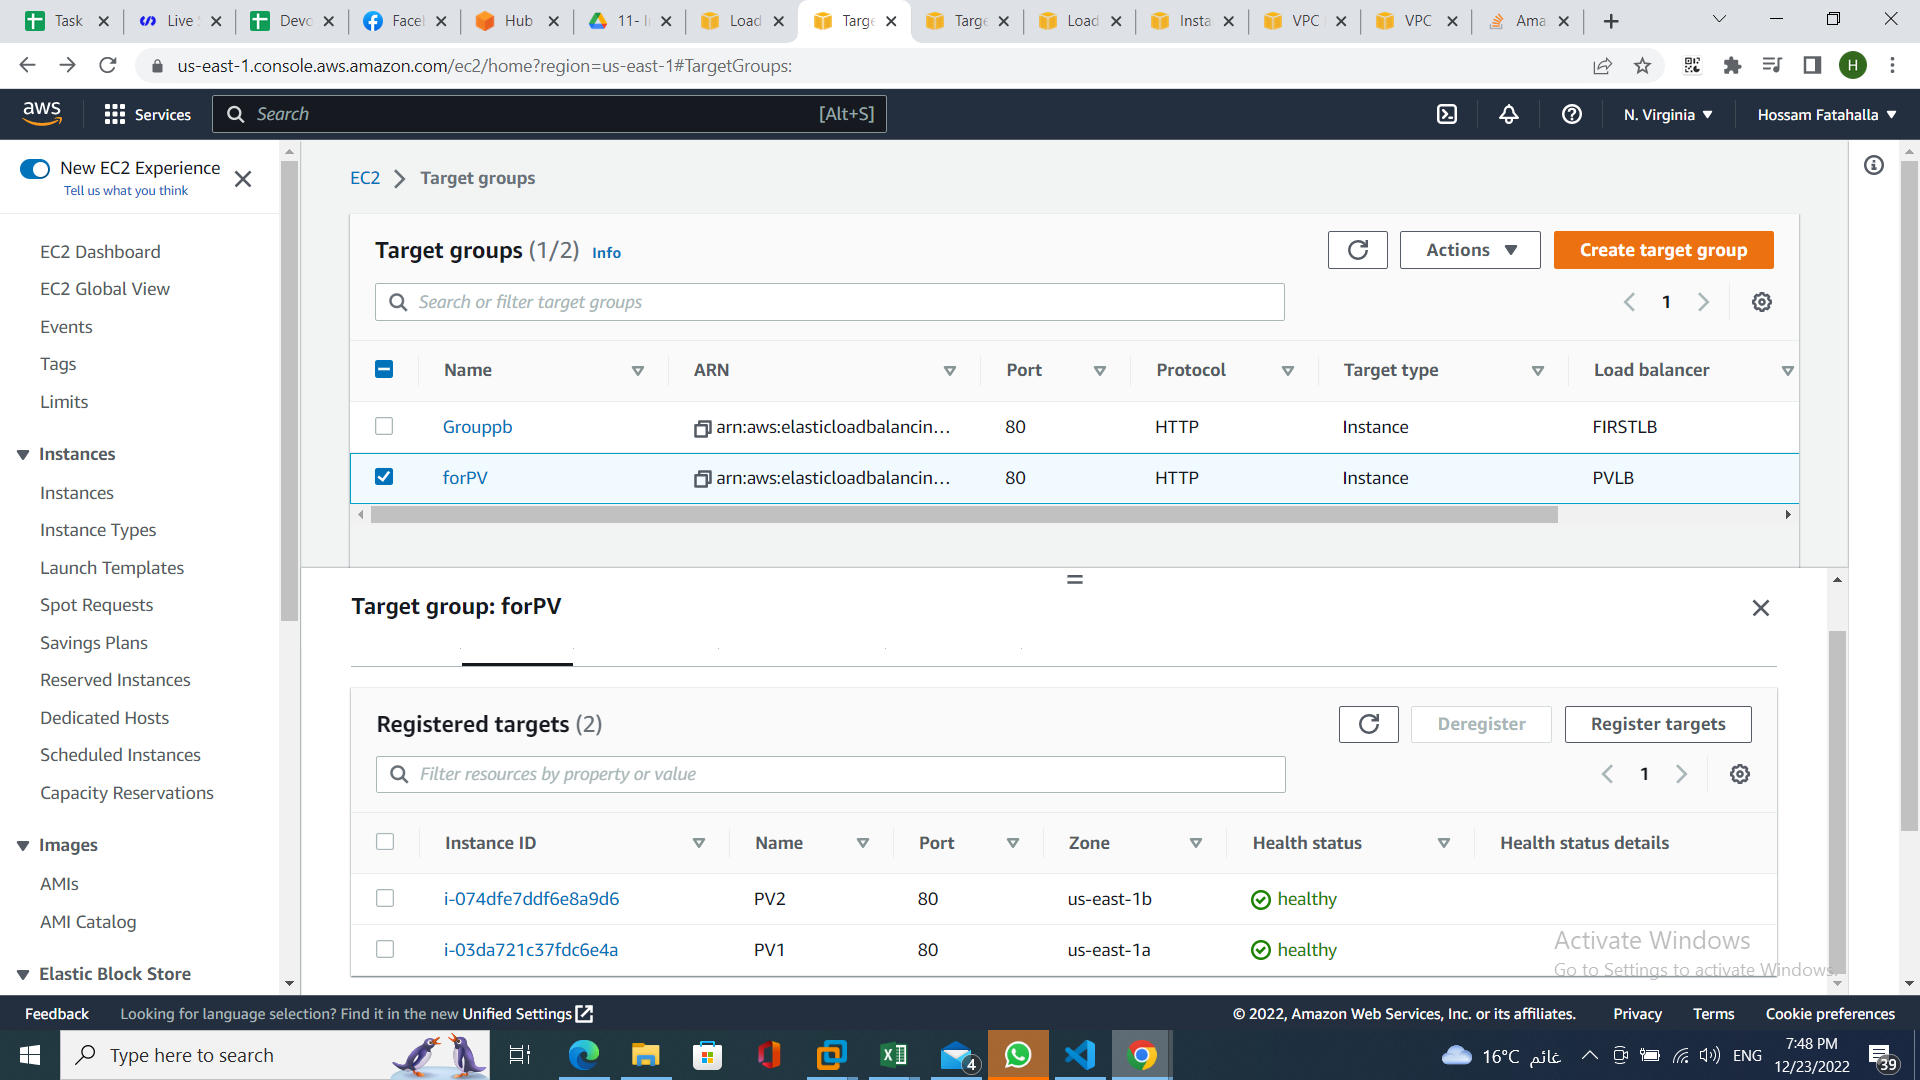 Task
Live
Devo
Facel
Hub
11- I
Load
Targe
Targe
Load
Insta
VPC
VPC
Ama
us-east-1.console.aws.amazon.com/ec2/home?region=us-east-1#TargetGroups:
H
aws
Services
Search
[Alt+S]
N. Virginia
Hossam Fatahalla
New EC2 Experience
Tell us what you think
EC2 Dashboard
EC2 Global View
Events
Tags
Limits
Instances
Instances
Instance Types
Launch Templates
Spot Requests
Savings Plans
Reserved Instances
Dedicated Hosts
Scheduled Instances
Capacity Reservations
Images
AMIs
AMI Catalog
Elastic Block Store
EC2 > Target groups
Target groups (1/2) Info
Actions
Create target group
Search or filter target groups
1
Name ARN Port Protocol Target type Load balancer
Grouppb arn:aws:elasticloadbalancin... 80 HTTP Instance FIRSTLB
forPV arn:aws:elasticloadbalancin... 80 HTTP Instance PVLB
Target group: forPV
Registered targets (2)
Deregister
Register targets
Filter resources by property or value
1
Instance ID Name Port Zone Health status Health status details
i-074dfe7ddf6e8a9d6 PV2 80 us-east-1b healthy
i-03da721c37fdc6e4a PV1 80 us-east-1a healthy
Activate Windows
Go to Settings to activate Windows.
Feedback
Looking for language selection? Find it in the new Unified Settings
© 2022, Amazon Web Services, Inc. or its affiliates.
Privacy
Terms
Cookie preferences
Type here to search
4
16°C غائم
ENG
7:48 PM
12/23/2022
39